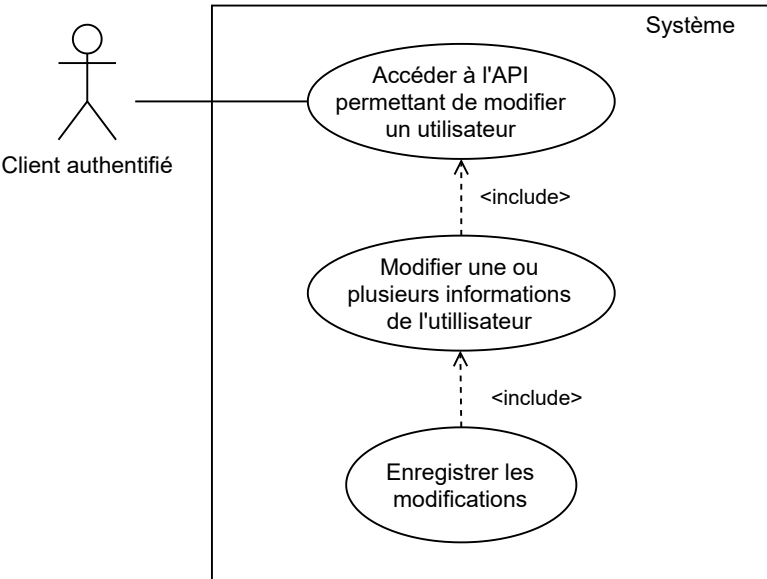 Système
Accéder à l'API
permettant de modifier
un utilisateur
Client authentifié
<include>
Modifier une ou
plusieurs informations
de l'utillisateur
<include>
Enregistrer les
modifications